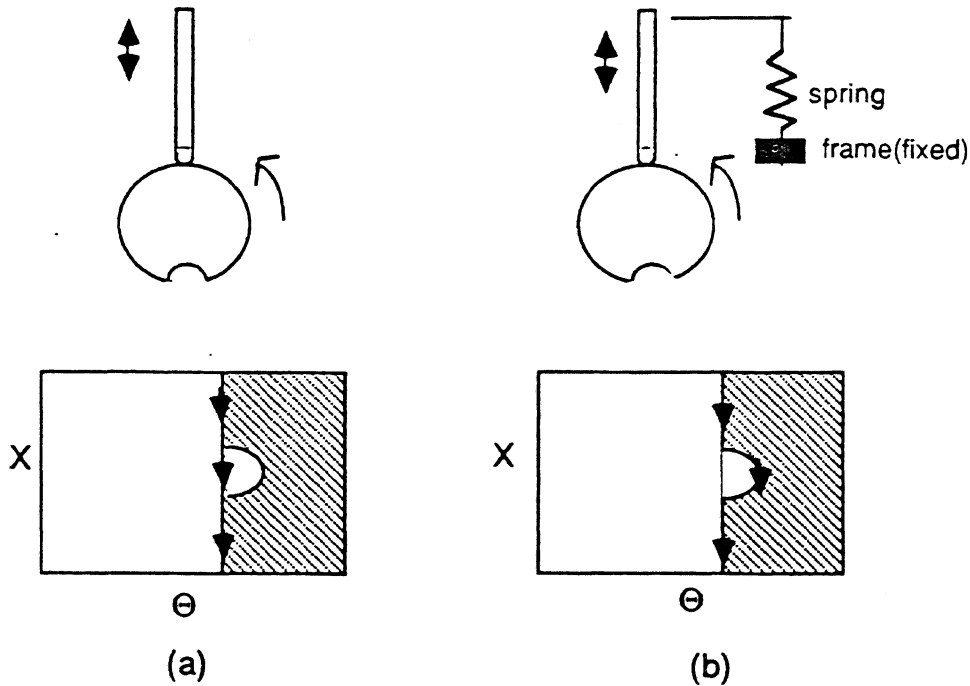 spring
frame(fixed)
X
Θ
(a)
X
Θ
(b)